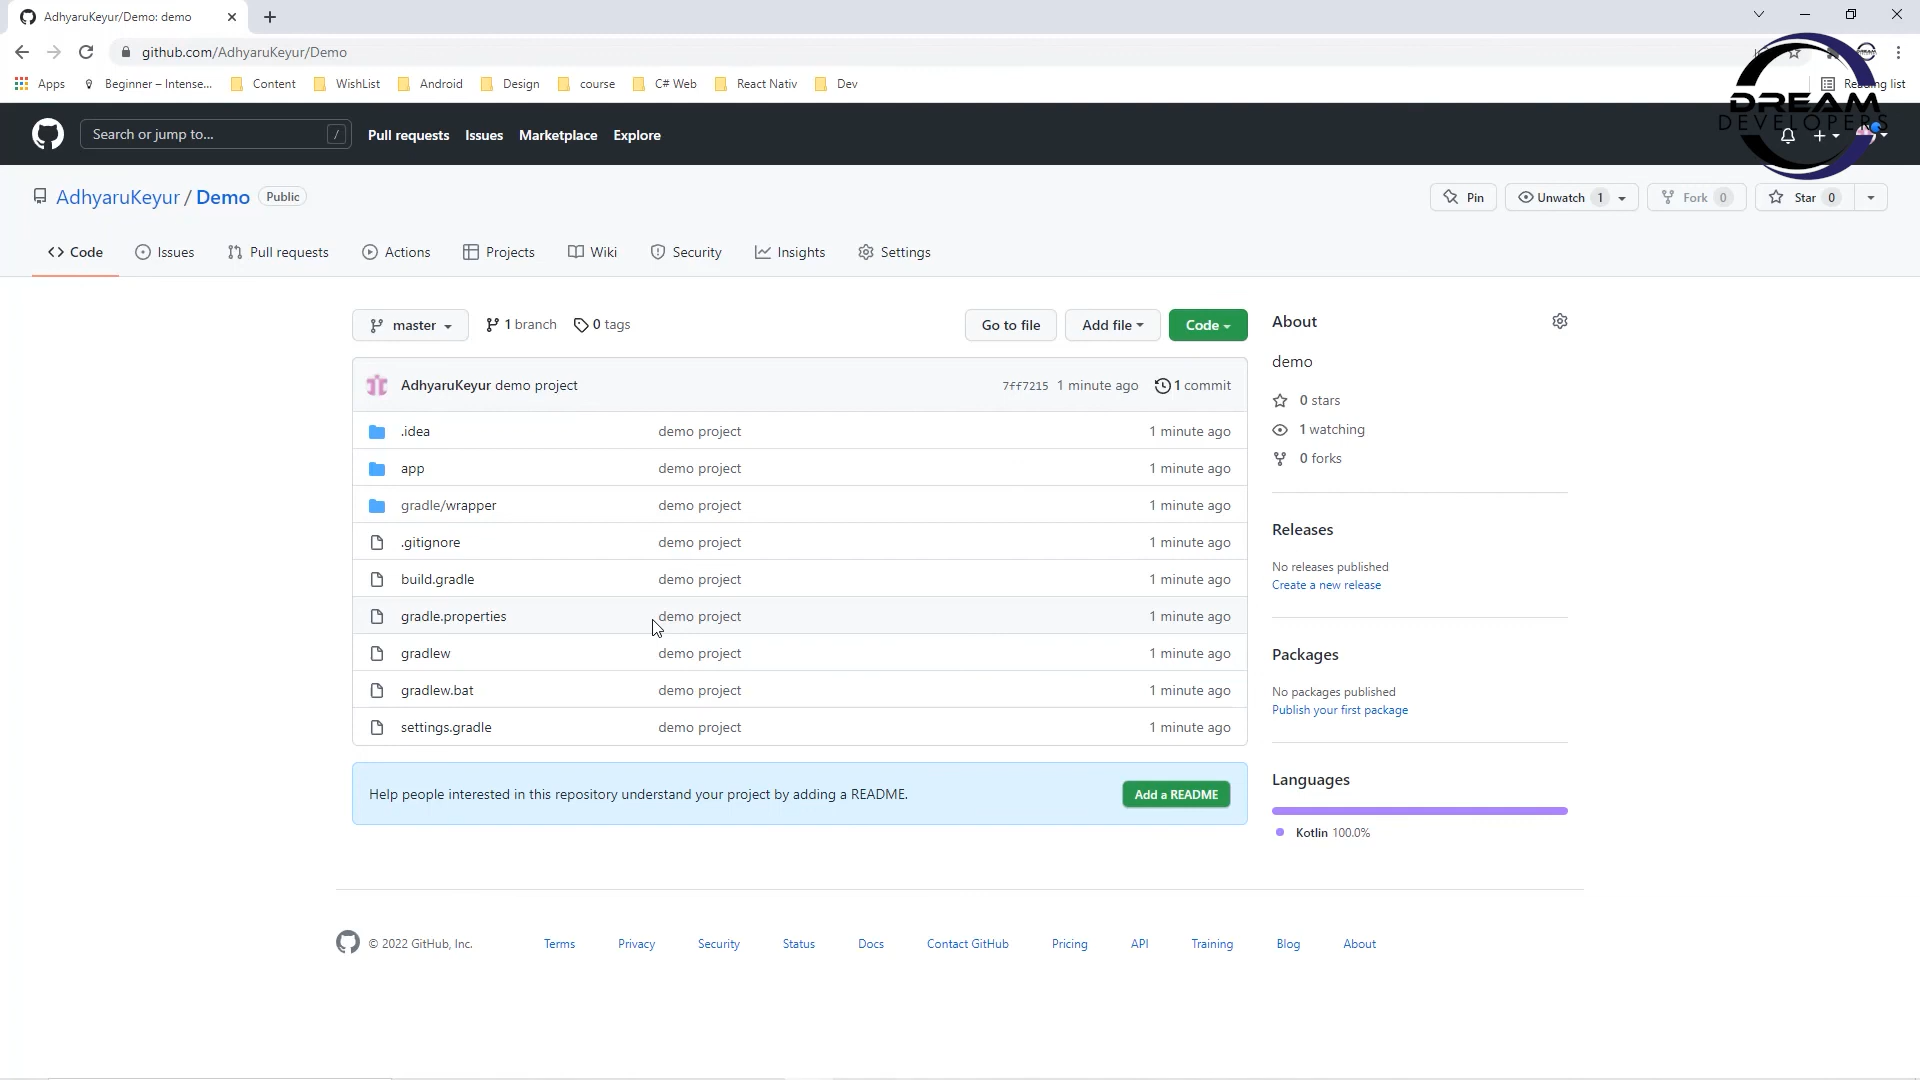 AdhyaruKeyur/Demo: demo
github.com/AdhyaruKeyur/Demo
Apps Beginner – Intense... Content WishList Android Design course C# Web React Nativ Dev Reading list
DREAM
DEVELOPERS
Search or jump to... / Pull requests Issues Marketplace Explore
AdhyaruKeyur / Demo Public Pin Unwatch 1 Fork 0 Star 0
<> Code Issues Pull requests Actions Projects Wiki Security Insights Settings
master 1 branch 0 tags Go to file Add file Code
AdhyaruKeyur demo project 7ff7215 1 minute ago 1 commit
.idea demo project 1 minute ago
app demo project 1 minute ago
gradle/wrapper demo project 1 minute ago
.gitignore demo project 1 minute ago
build.gradle demo project 1 minute ago
gradle.properties demo project 1 minute ago
gradlew demo project 1 minute ago
gradlew.bat demo project 1 minute ago
settings.gradle demo project 1 minute ago
Help people interested in this repository understand your project by adding a README. Add a README
About
demo
0 stars
1 watching
0 forks
Releases
No releases published
Create a new release
Packages
No packages published
Publish your first package
Languages
Kotlin 100.0%
© 2022 GitHub, Inc. Terms Privacy Security Status Docs Contact GitHub Pricing API Training Blog About